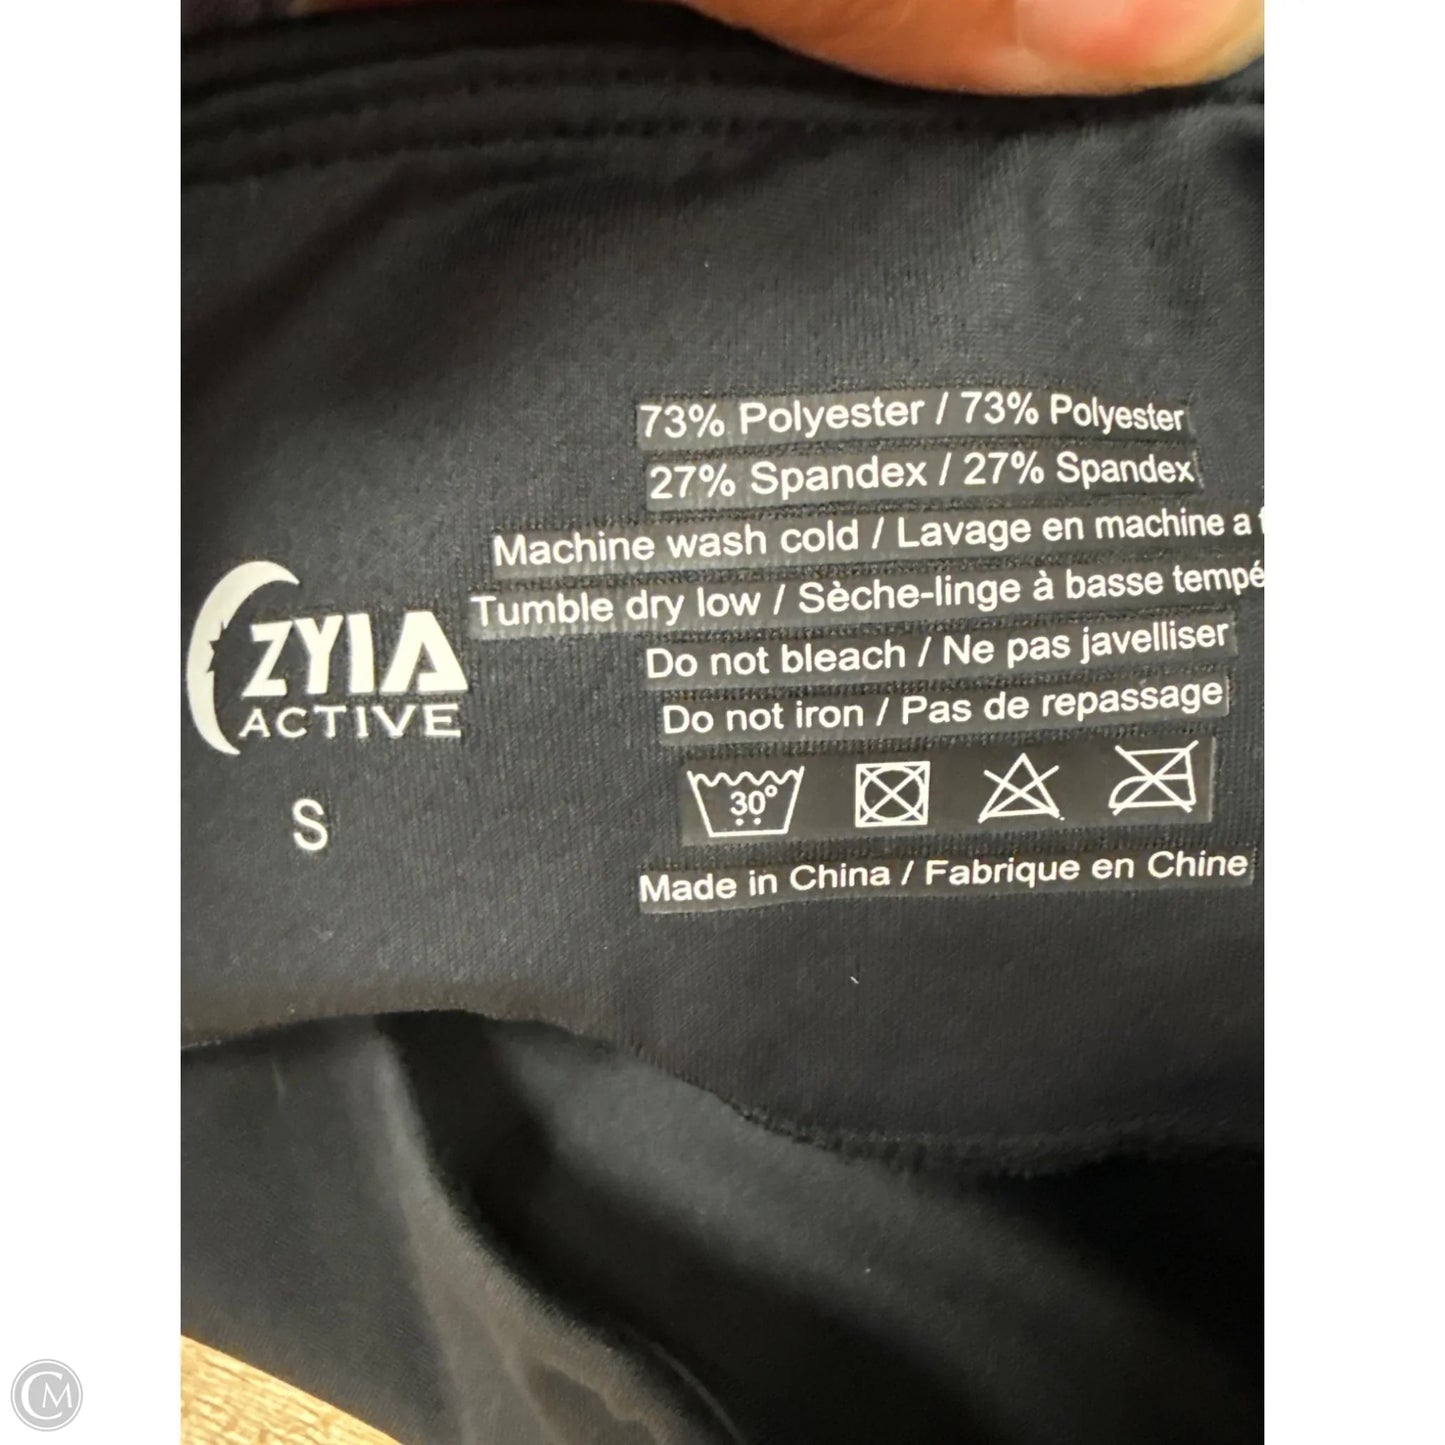 73% Polyester / 73% Polyester
27% Spandex / 27% Spandex
Machine wash cold / Lavage en machine a
Tumble dry low / Sèche-linge à basse tempé
Do not bleach / Ne pas javelliser
Do not iron / Pas de repassage
ZYIA
ACTIVE
S
30°
Made in China / Fabrique en Chine
CM